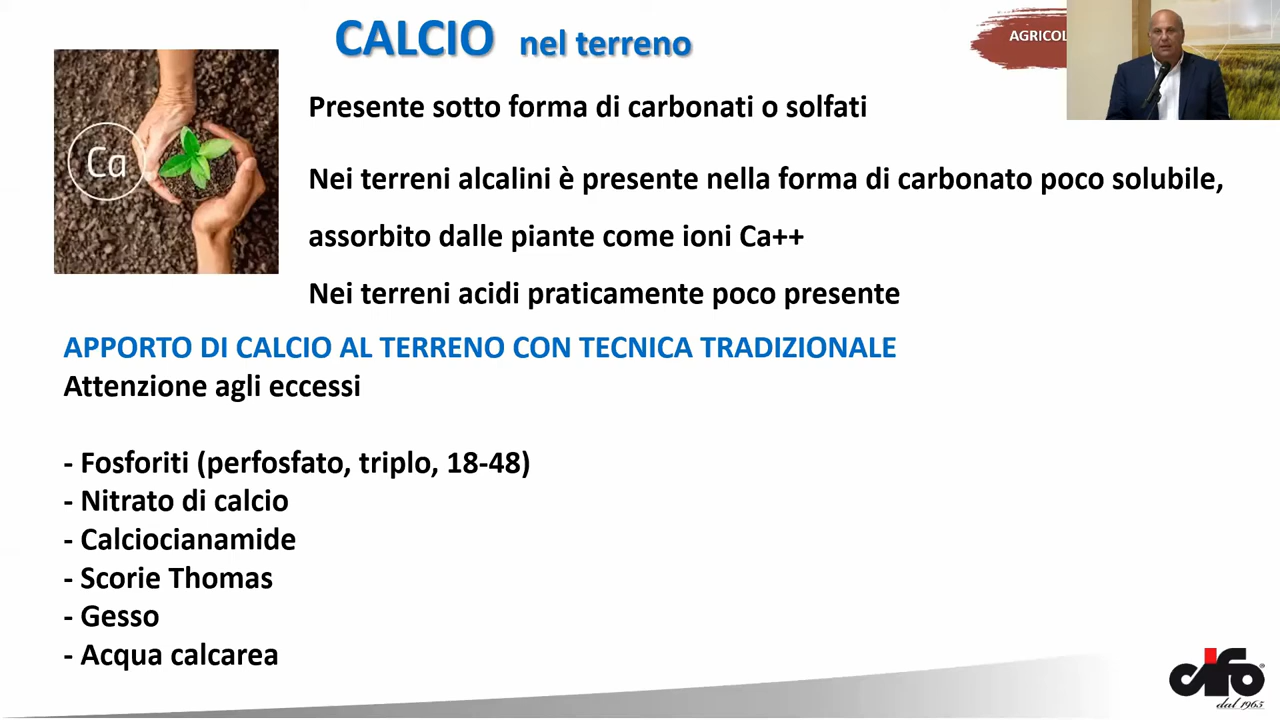 CALCIO nel terreno
AGRICOL
Ca
Presente sotto forma di carbonati o solfati
Nei terreni alcalini è presente nella forma di carbonato poco solubile,
assorbito dalle piante come ioni Ca++
Nei terreni acidi praticamente poco presente
APPORTO DI CALCIO AL TERRENO CON TECNICA TRADIZIONALE
Attenzione agli eccessi
- Fosforiti (perfosfato, triplo, 18-48)
- Nitrato di calcio
- Calciocianamide
- Scorie Thomas
- Gesso
- Acqua calcarea
cifo
dal 1965